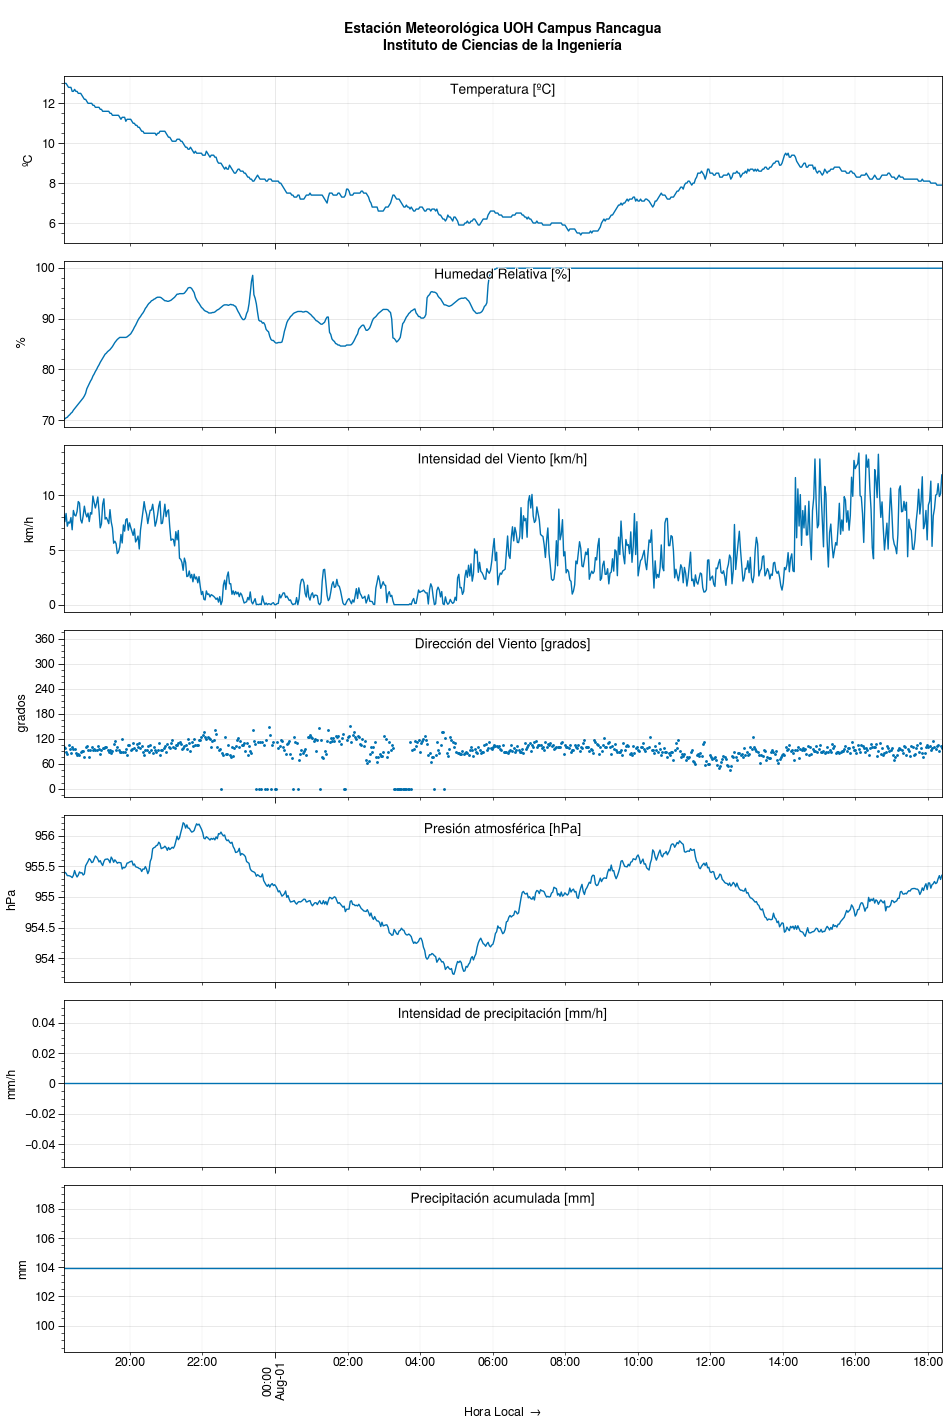 Estación Meteorológica UOH Campus Rancagua
Instituto de Ciencias de la Ingeniería
Temperatura [ºC]
ºC
12
10
8
6
Humedad Relativa [%]
%
100
90
80
70
Intensidad del Viento [km/h]
km/h
10
5
0
Dirección del Viento [grados]
grados
360
300
240
180
120
60
0
Presión atmosférica [hPa]
hPa
956
955.5
955
954.5
954
Intensidad de precipitación [mm/h]
mm/h
0.04
0.02
0
−0.02
−0.04
Precipitación acumulada [mm]
mm
108
106
104
102
100
20:00 22:00 00:00 02:00 04:00 06:00 08:00 10:00 12:00 14:00 16:00 18:00
Aug-01
Hora Local →